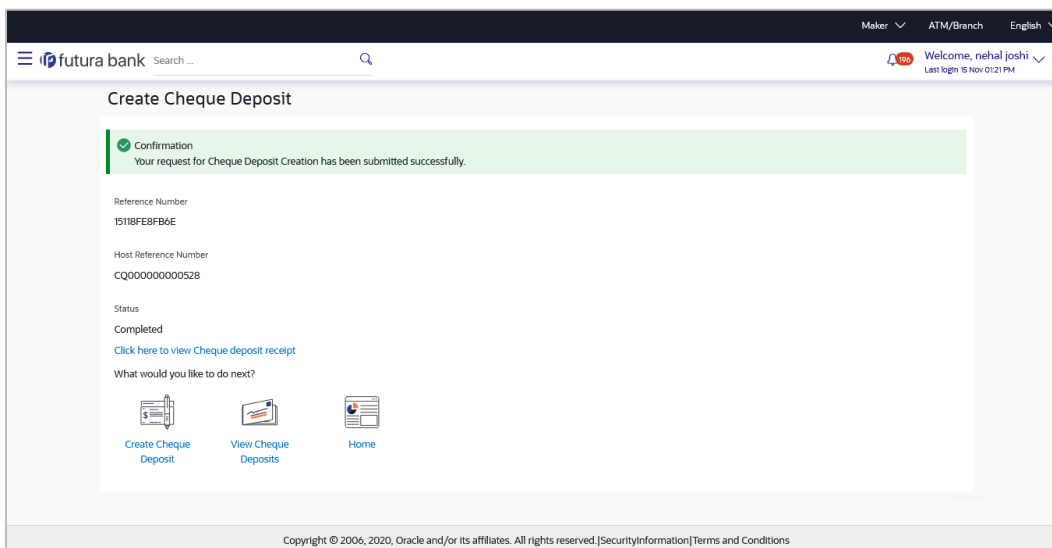 Maker ATM/Branch English
futura bank Search ... 196 Welcome, nehal joshi
Last login 15 Nov 01:21 PM
Create Cheque Deposit
Confirmation
Your request for Cheque Deposit Creation has been submitted successfully.
Reference Number
15118FE8FB6E
Host Reference Number
CQ000000000528
Status
Completed
Click here to view Cheque deposit receipt
What would you like to do next?
$
Create Cheque Deposit
View Cheque Deposits
Home
Copyright © 2006, 2020, Oracle and/or its affiliates. All rights reserved.|SecurityInformation|Terms and Conditions